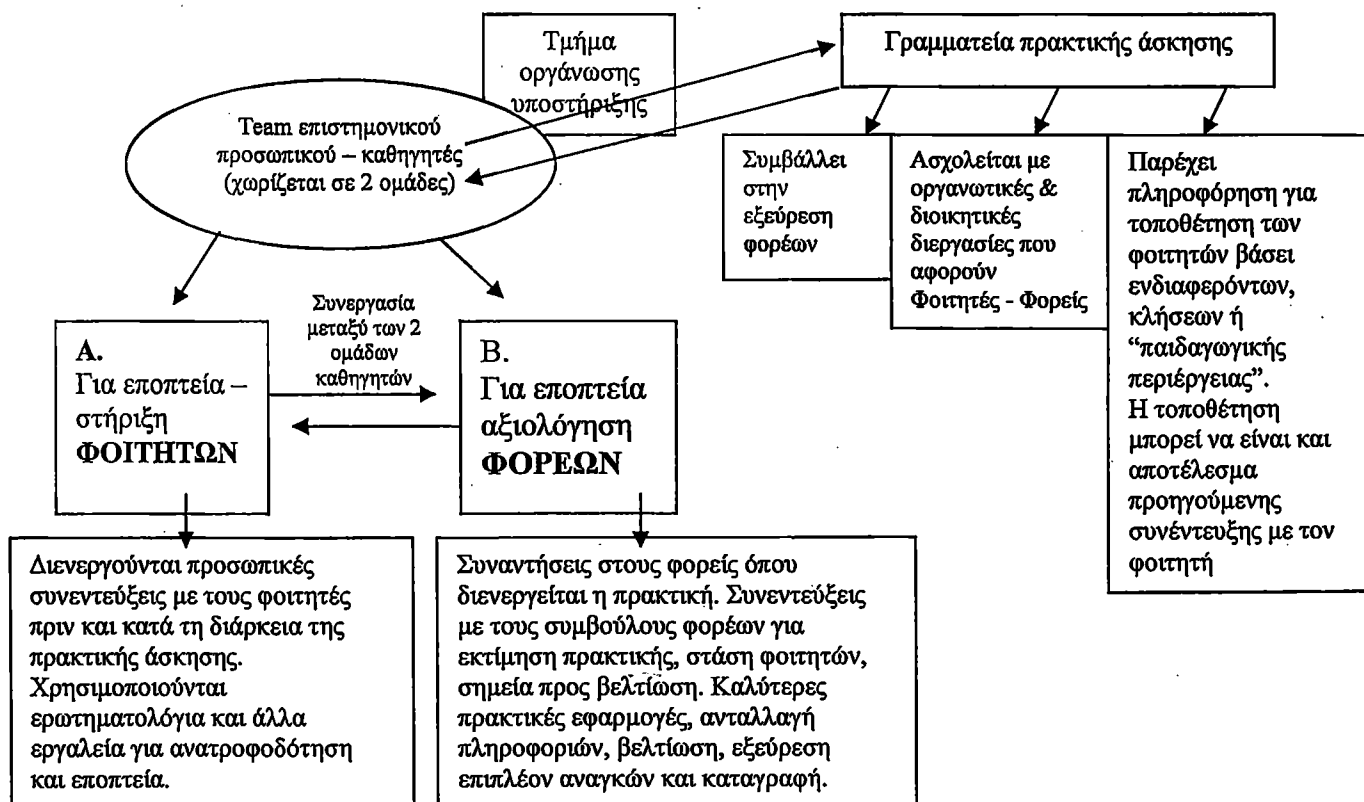 Τμήμα
οργάνωσης
υποστήριξης
Γραμματεία πρακτικής άσκησης
Team επιστημονικού
προσωπικού – καθηγητές
(χωρίζεται σε 2 ομάδες)
Συμβάλλει
στην
εξεύρεση
φορέων
Ασχολείται με
οργανωτικές &
διοικητικές
διεργασίες που
αφορούν
Φοιτητές - Φορείς
Παρέχει
πληροφόρηση για
τοποθέτηση των
φοιτητών βάσει
ενδιαφερόντων,
κλήσεων ή
“παιδαγωγικής
περιέργειας”.
Η τοποθέτηση
μπορεί να είναι και
αποτέλεσμα
προηγούμενης
συνέντευξης με τον
φοιτητή
Α.
Για εποπτεία –
στήριξη
ΦΟΙΤΗΤΩΝ
Συνεργασία
μεταξύ των 2
ομάδων
καθηγητών
Β.
Για εποπτεία
αξιολόγηση
ΦΟΡΕΩΝ
Διενεργούνται προσωπικές
συνεντεύξεις με τους φοιτητές
πριν και κατά τη διάρκεια της
πρακτικής άσκησης.
Χρησιμοποιούνται
ερωτηματολόγια και άλλα
εργαλεία για ανατροφοδότηση
και εποπτεία.
Συναντήσεις στους φορείς όπου
διενεργείται η πρακτική. Συνεντεύξεις
με τους συμβούλους φορέων για
εκτίμηση πρακτικής, στάση φοιτητών,
σημεία προς βελτίωση. Καλύτερες
πρακτικές εφαρμογές, ανταλλαγή
πληροφοριών, βελτίωση, εξεύρεση
επιπλέον αναγκών και καταγραφή.